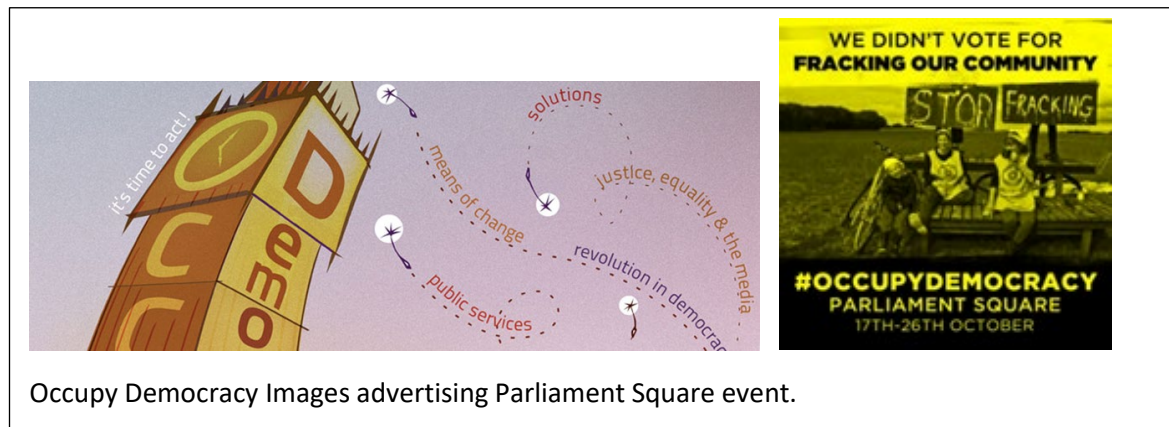 it's time to act!
O
C
C
D
e
m
o
means of change
solutions
justIce, equality & the media
revolution in democrac
public services
WE DIDN'T VOTE FOR
FRACKING OUR COMMUNITY
STOP FRACKING
#OCCUPYDEMOCRACY
PARLIAMENT SQUARE
17TH-26TH OCTOBER
Occupy Democracy Images advertising Parliament Square event.